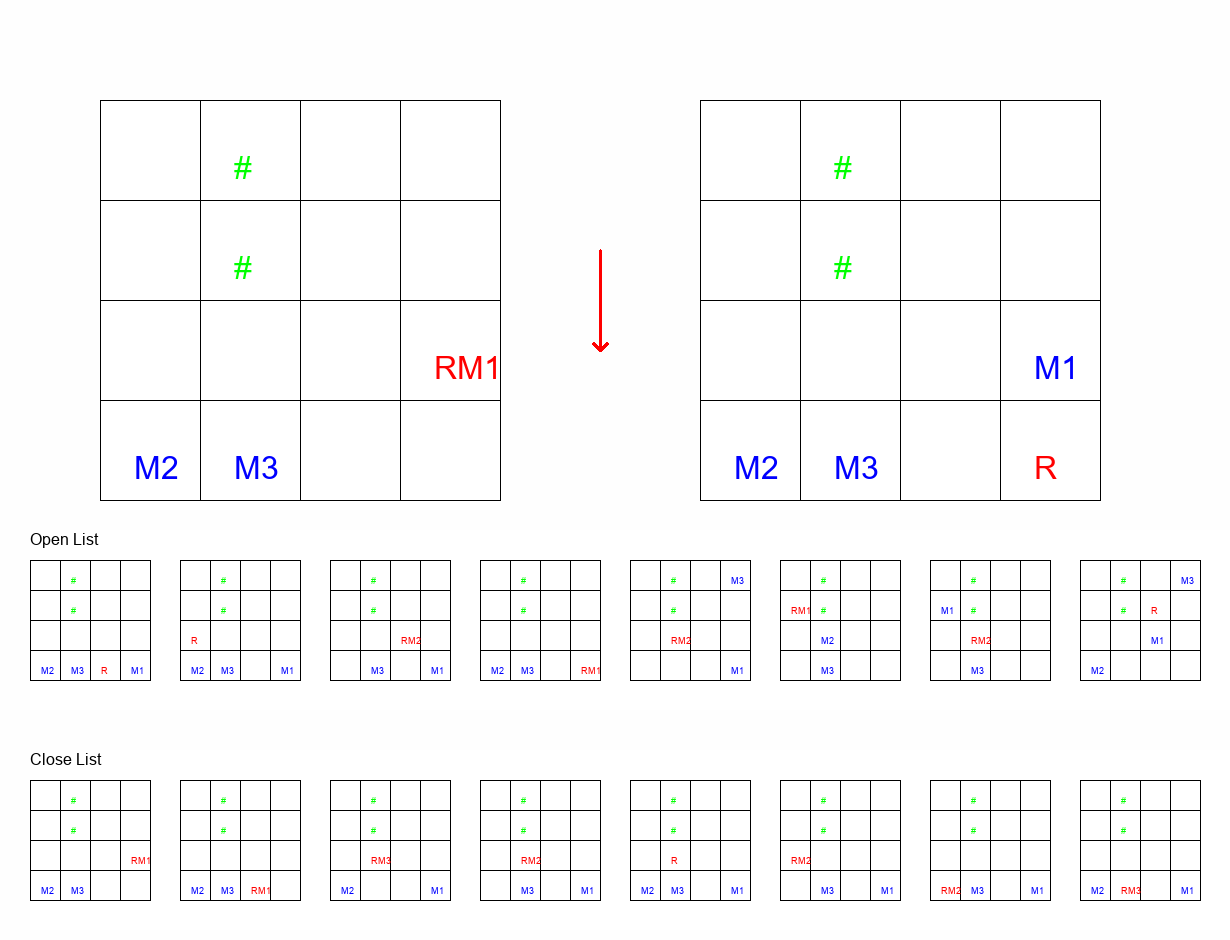 # #
# #
RM1 M1
M2 M3 M2 M3 R
Open List
# # # # # M3 # # # M3
# # # # # RM1 # M1 # # R
R RM2 RM2 M2 RM2 M1
M2 M3 R M1 M2 M3 M1 M3 M1 M2 M3 RM1 M1 M3 M3 M2
Close List
# # # # # # # #
# # # # # # # #
RM1 RM3 RM2 R RM2
M2 M3 M2 M3 RM1 M2 M1 M3 M1 M2 M3 M1 M3 M1 RM2 M3 M1 M2 RM3 M1